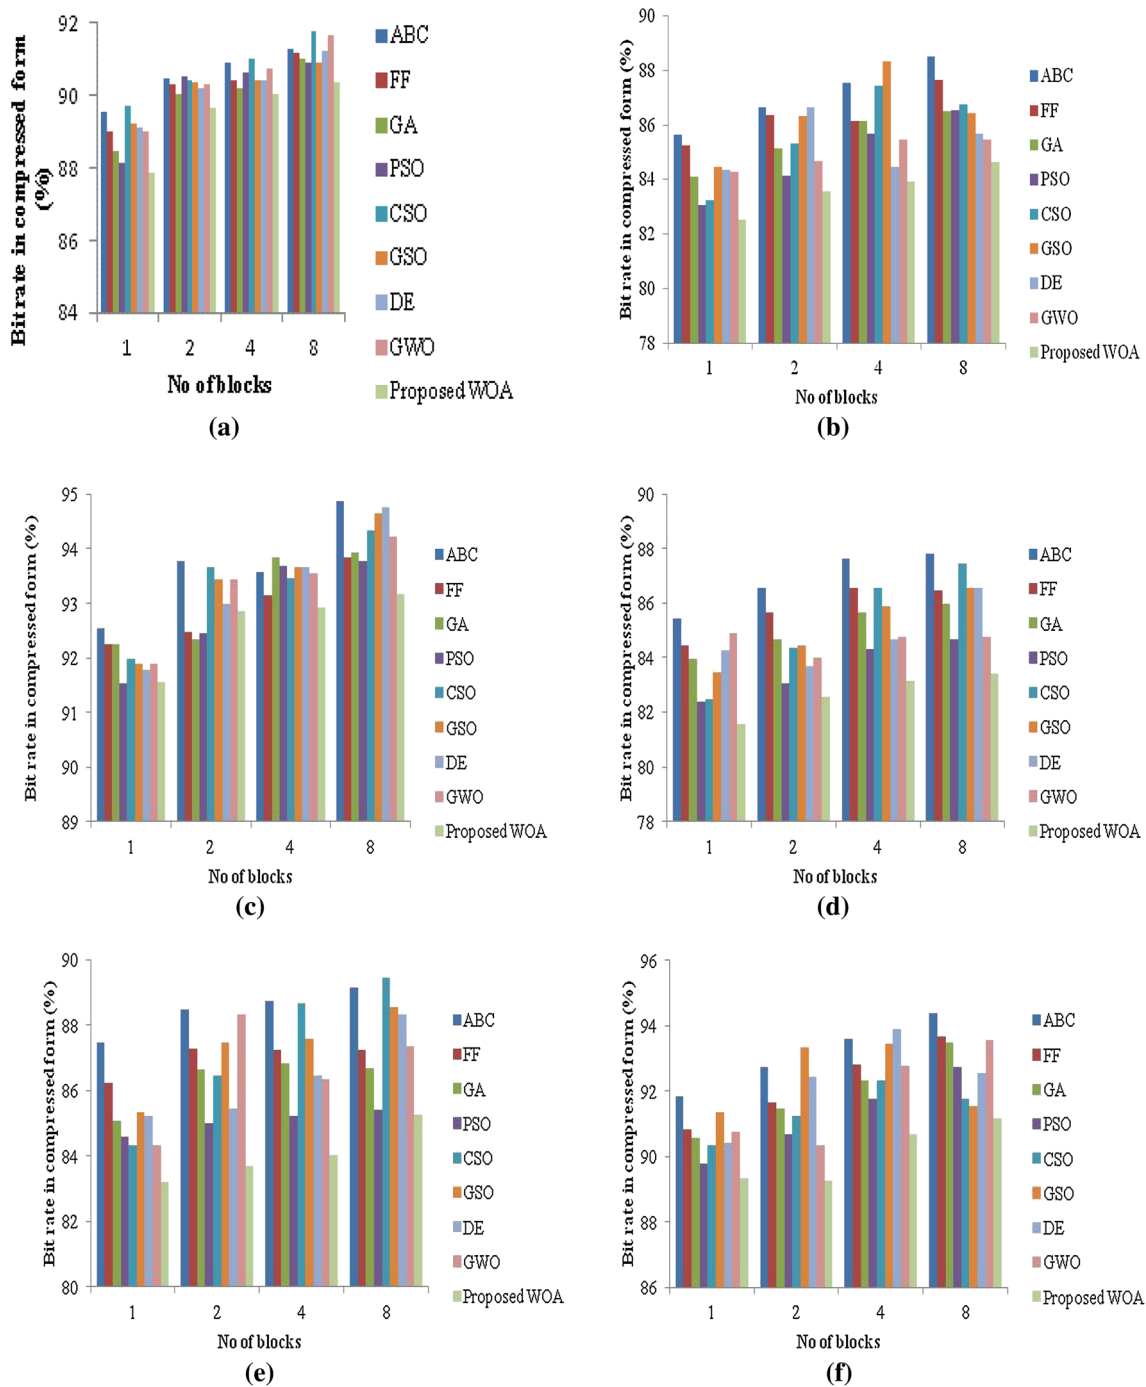 Bit rate in compressed form
(%)
92
90
88
86
84
1 2 4 8
No of blocks
ABC
FF
GA
PSO
CSO
GSO
DE
GWO
Proposed WOA
(a)
Bit rate in compressed form (%)
90
88
86
84
82
80
78
1 2 4 8
No of blocks
ABC
FF
GA
PSO
CSO
GSO
DE
GWO
Proposed WOA
(b)
Bit rate in compressed form (%)
95
94
93
92
91
90
89
1 2 4 8
No of blocks
ABC
FF
GA
PSO
CSO
GSO
DE
GWO
Proposed WOA
(c)
Bit rate in compressed form (%)
90
88
86
84
82
80
78
1 2 4 8
No of blocks
ABC
FF
GA
PSO
CSO
GSO
DE
GWO
Proposed WOA
(d)
Bit rate in compressed form (%)
90
88
86
84
82
80
1 2 4 8
No of blocks
ABC
FF
GA
PSO
CSO
GSO
DE
GWO
Proposed WOA
(e)
Bit rate in compressed form (%)
96
94
92
90
88
86
1 2 4 8
No of blocks
ABC
FF
GA
PSO
CSO
GSO
DE
GWO
Proposed WOA
(f)